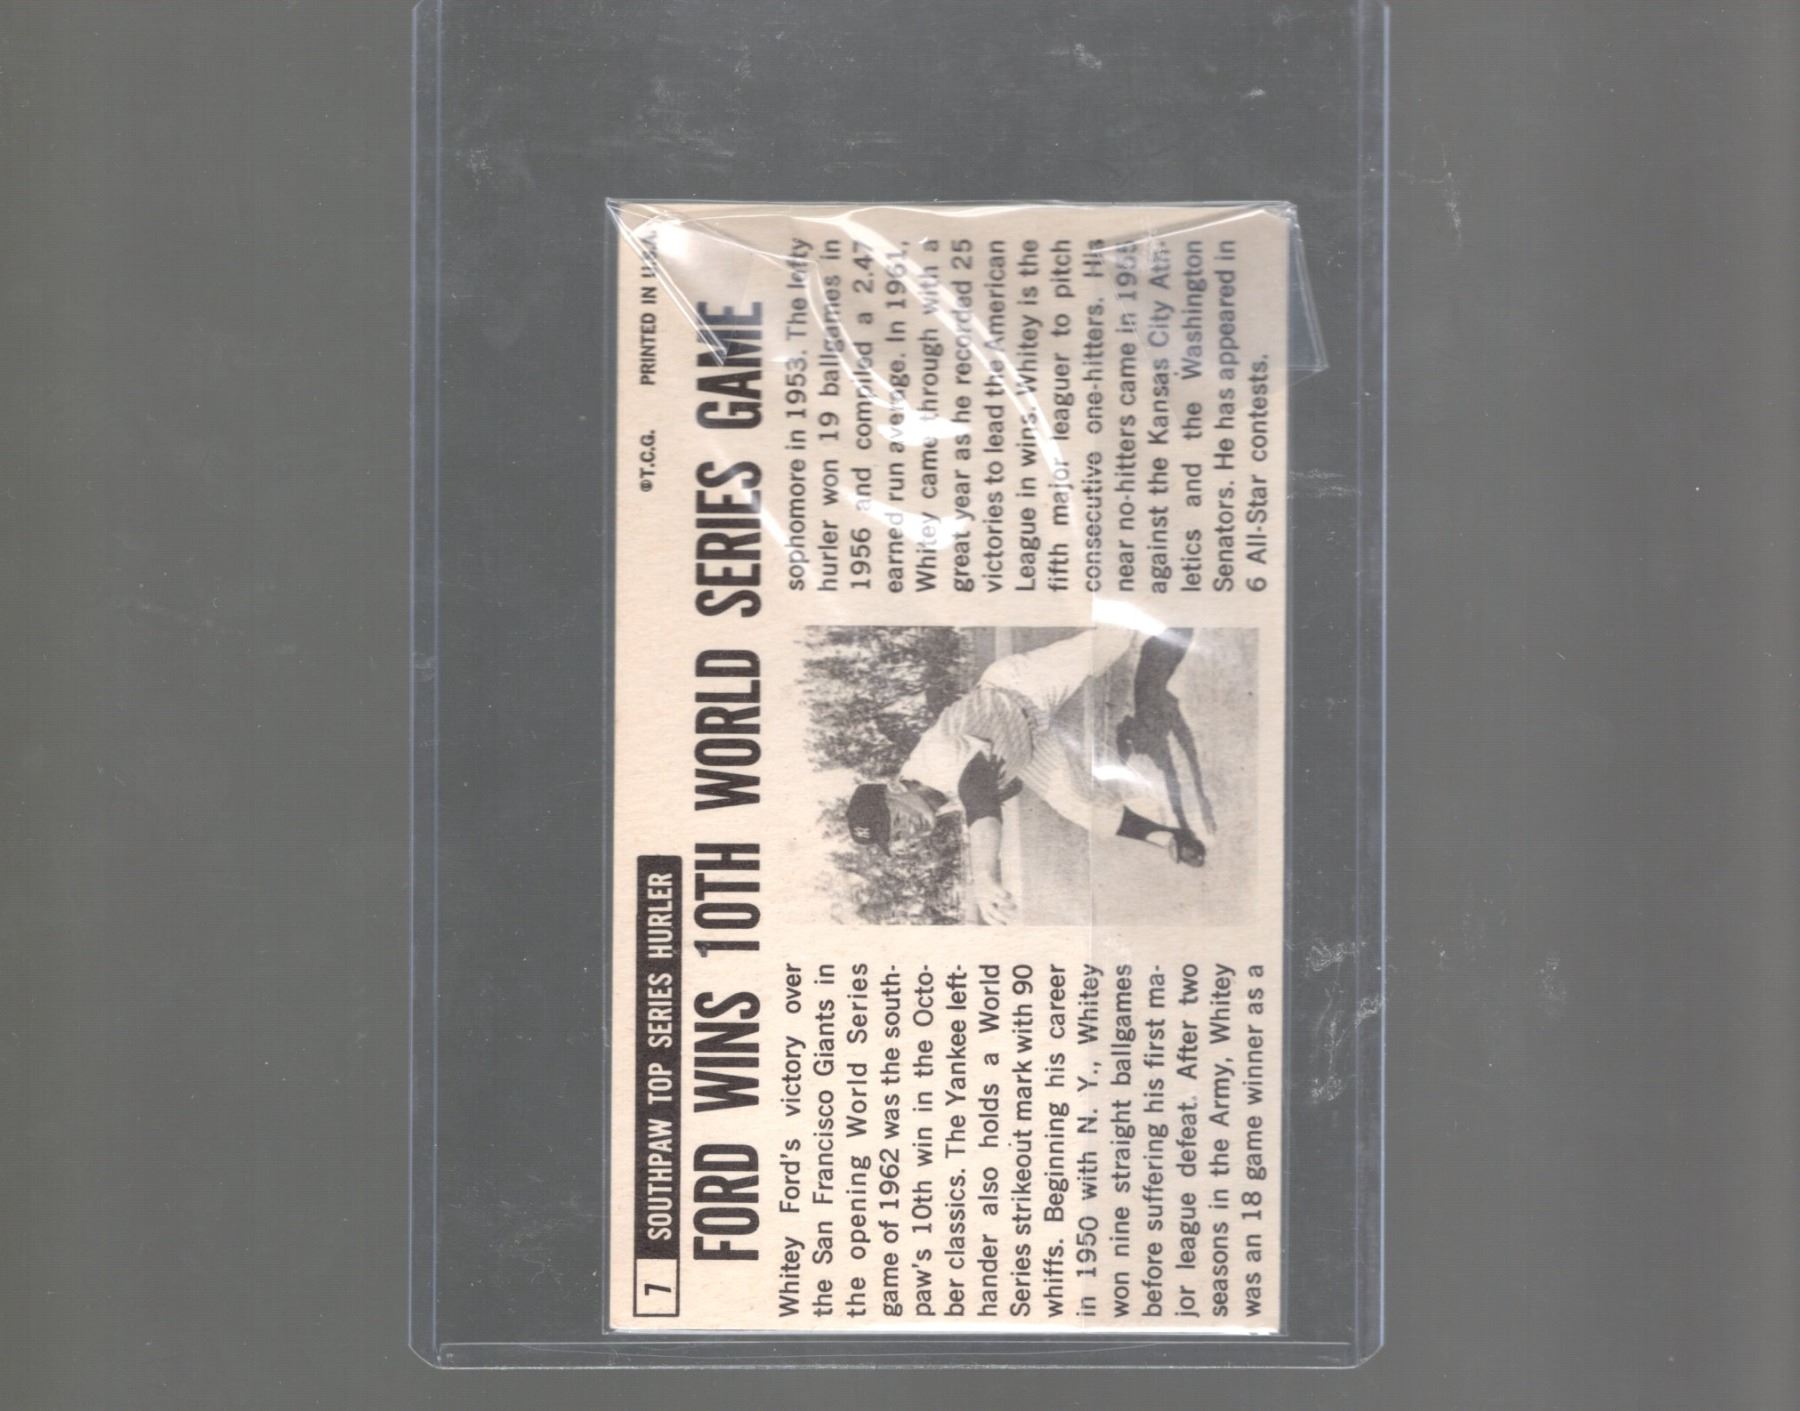 7 SOUTHPAW TOP SERIES HURLER
©T.C.G. PRINTED IN U.S.A.
FORD WINS 10TH WORLD SERIES GAME
Whitey Ford's victory over
the San Francisco Giants in
the opening World Series
game of 1962 was the south-
paw's 10th win in the Octo-
ber classics. The Yankee left-
hander also holds a World
Series strikeout mark with 90
whiffs. Beginning his career
in 1950 with N. Y., Whitey
won nine straight ballgames
before suffering his first ma-
jor league defeat. After two
seasons in the Army, Whitey
was an 18 game winner as a
sophomore in 1953. The lefty
hurler won 19 ballgames in
1956 and compiled a 2.47
earned run average. In 1961,
Whitey came through with a
great year as he recorded 25
victories to lead the American
League in wins. Whitey is the
fifth major leaguer to pitch
consecutive one-hitters. His
near no-hitters came in
against the Kansas City Ath-
letics and the Washington
Senators. He has appeared in
6 All-Star contests.
NY